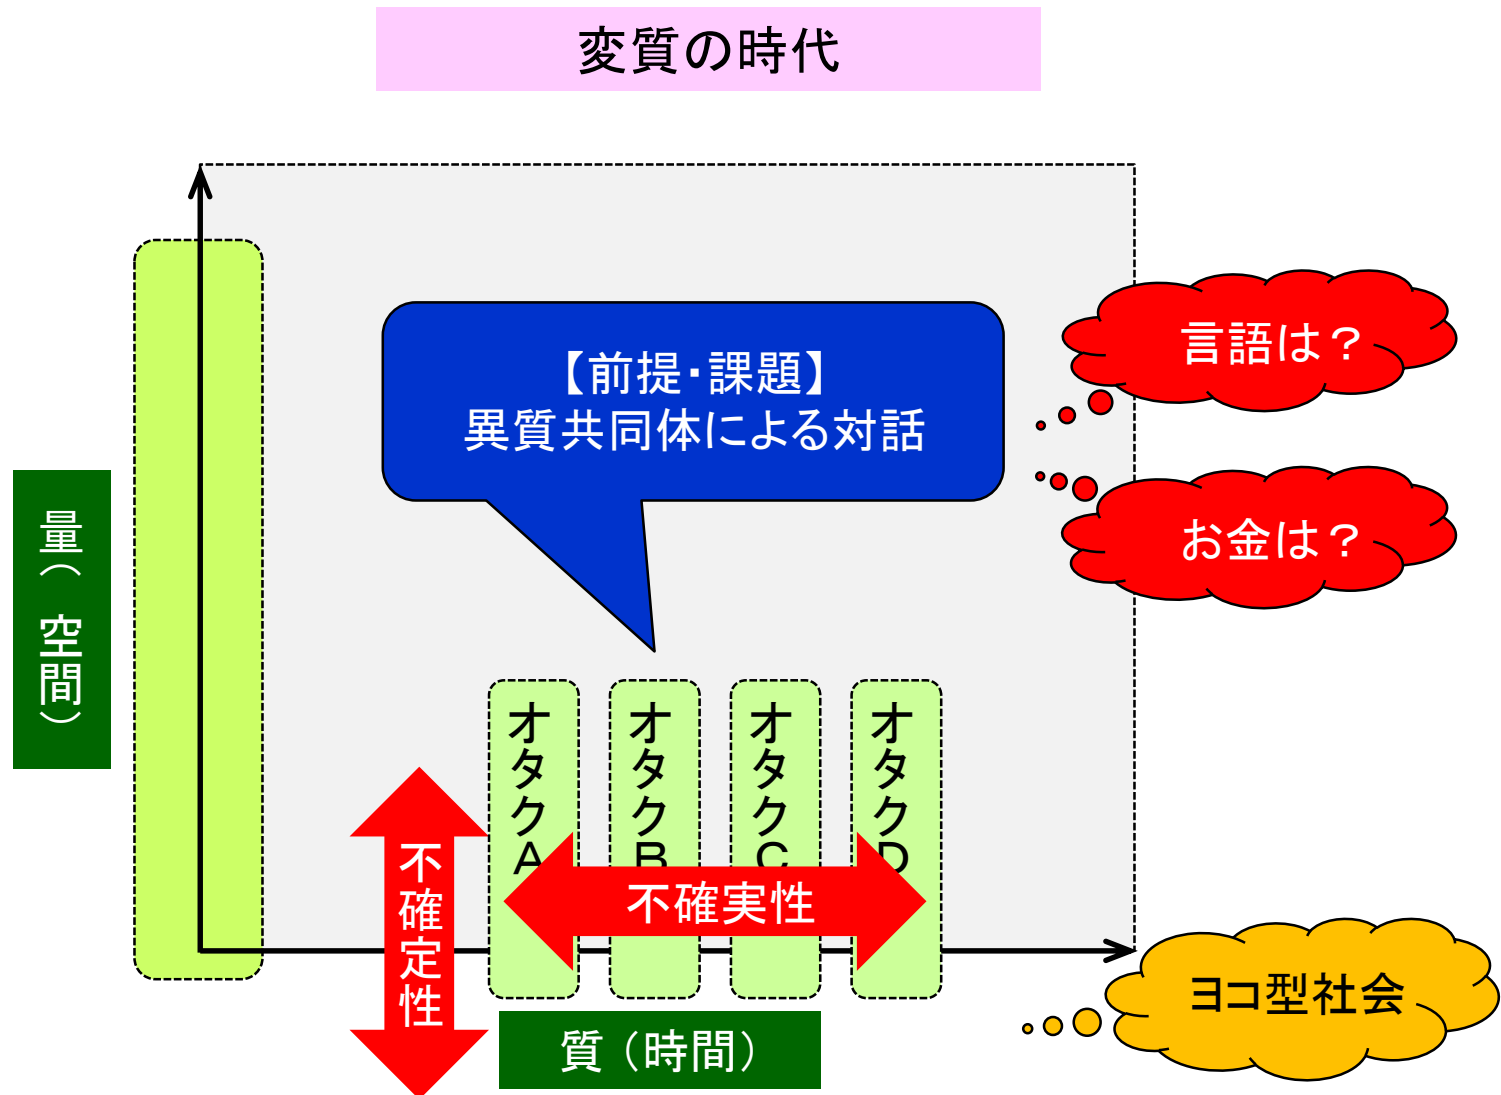 変質の時代
【前提・課題】
異質共同体による対話
言語は？
お金は？
量（空間）
オタクA
オタクB
オタクC
オタクD
不確定性
不確実性
質（時間）
ヨコ型社会